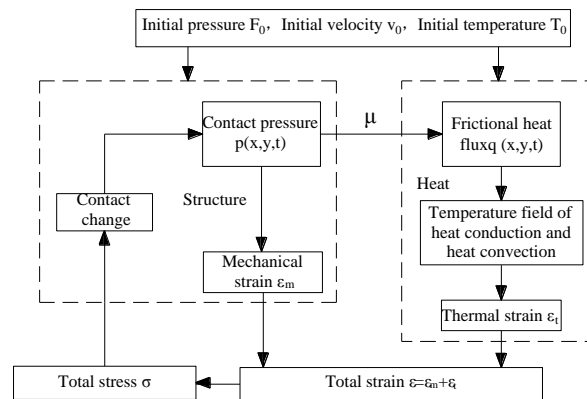 Initial pressure F₀, Initial velocity v₀, Initial temperature T₀
Contact pressure
p(x,y,t)
μ
Frictional heat
fluxq (x,y,t)
Contact
change
Structure
Heat
Temperature field of
heat conduction and
heat convection
Mechanical
strain εₘ
Thermal strain εₜ
Total stress σ
Total strain ε=εₘ+εₜ